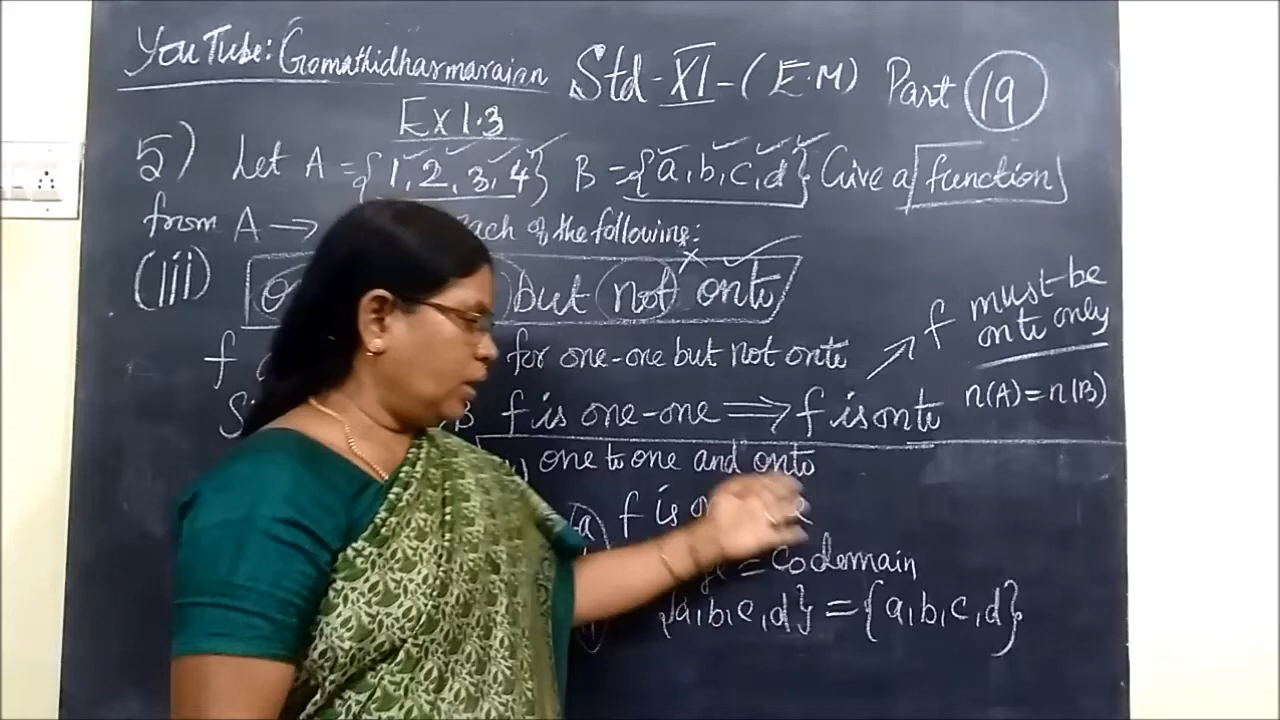 YouTube: Gomathidharmaraian Std-XI-(E.M) Part 19
Ex 1.3
5) Let A = {1, 2, 3, 4} B = {a, b, c, d} Give a function
from A → each of the following:
(iii) but not onto
f for one-one but not onto → f must be onto only
f is one-one ⟹ f is onto n(A) = n(B)
one to one and onto
a f is
= Codomain
{a, b, c, d} = {a, b, c, d}